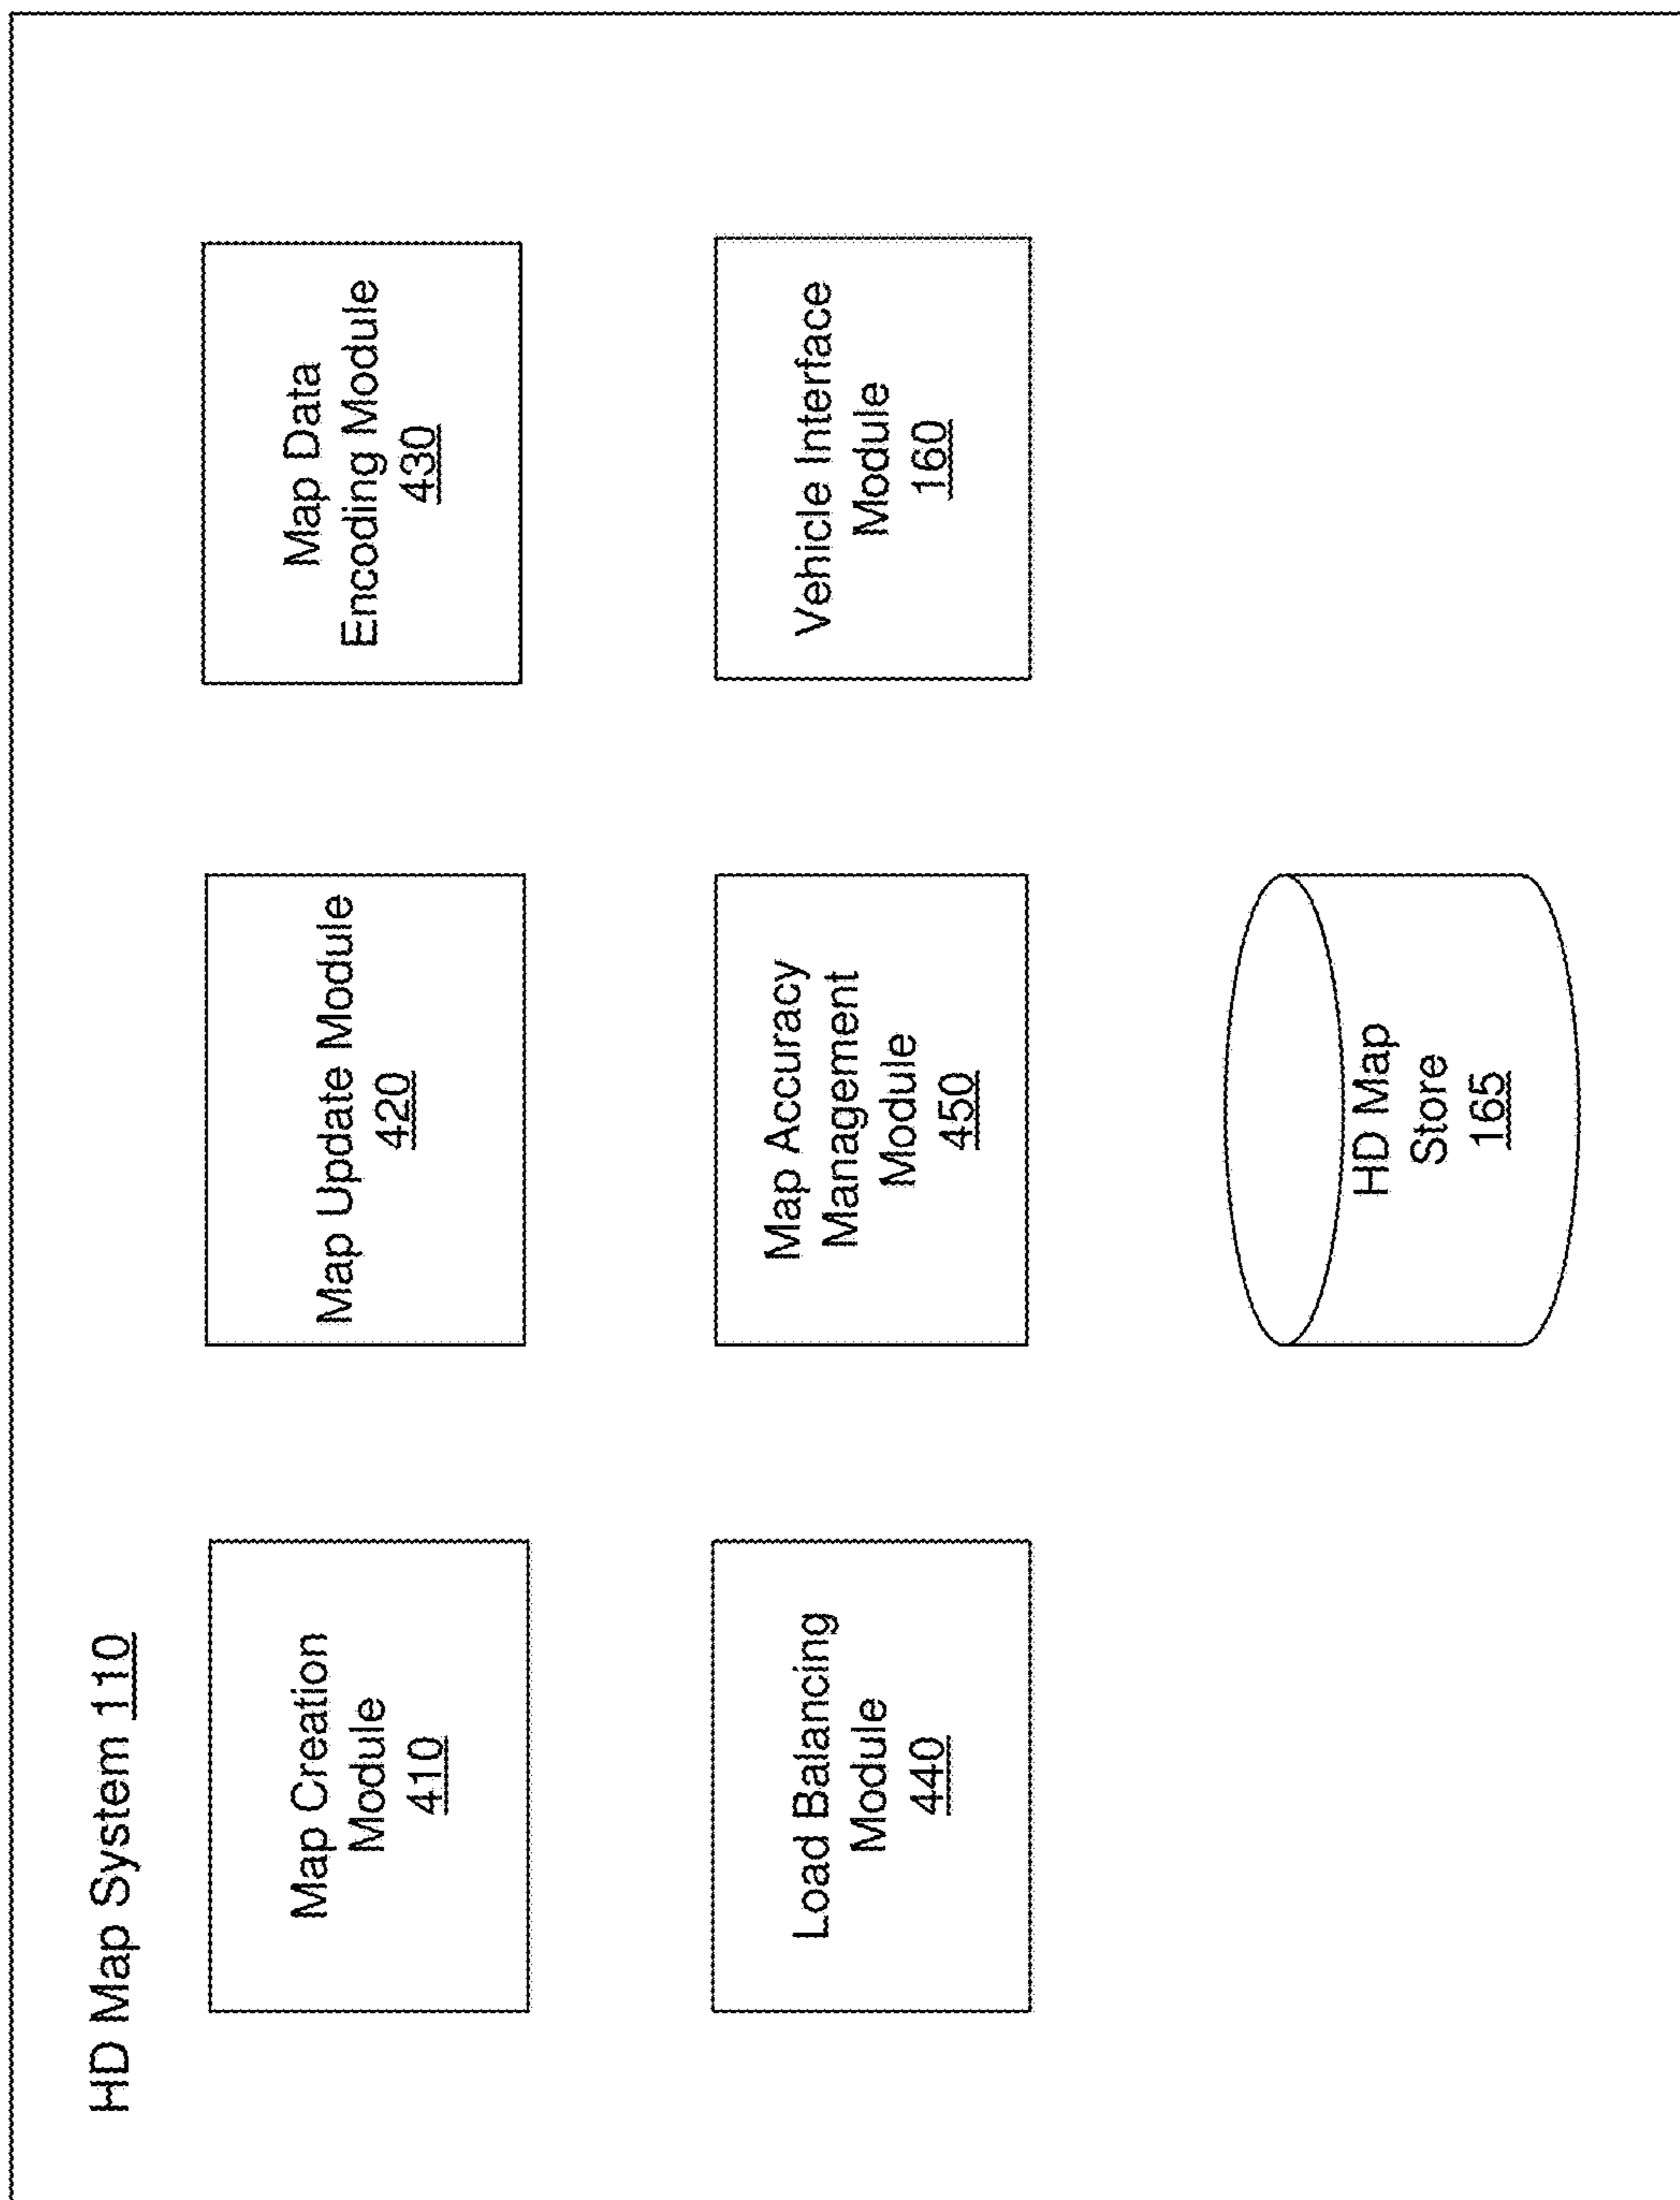 HD Map System 110
Map Creation
Module
410
Map Update Module
420
Map Data
Encoding Module
430
Load Balancing
Module
440
Map Accuracy
Management
Module
450
Vehicle Interface
Module
160
HD Map
Store
165